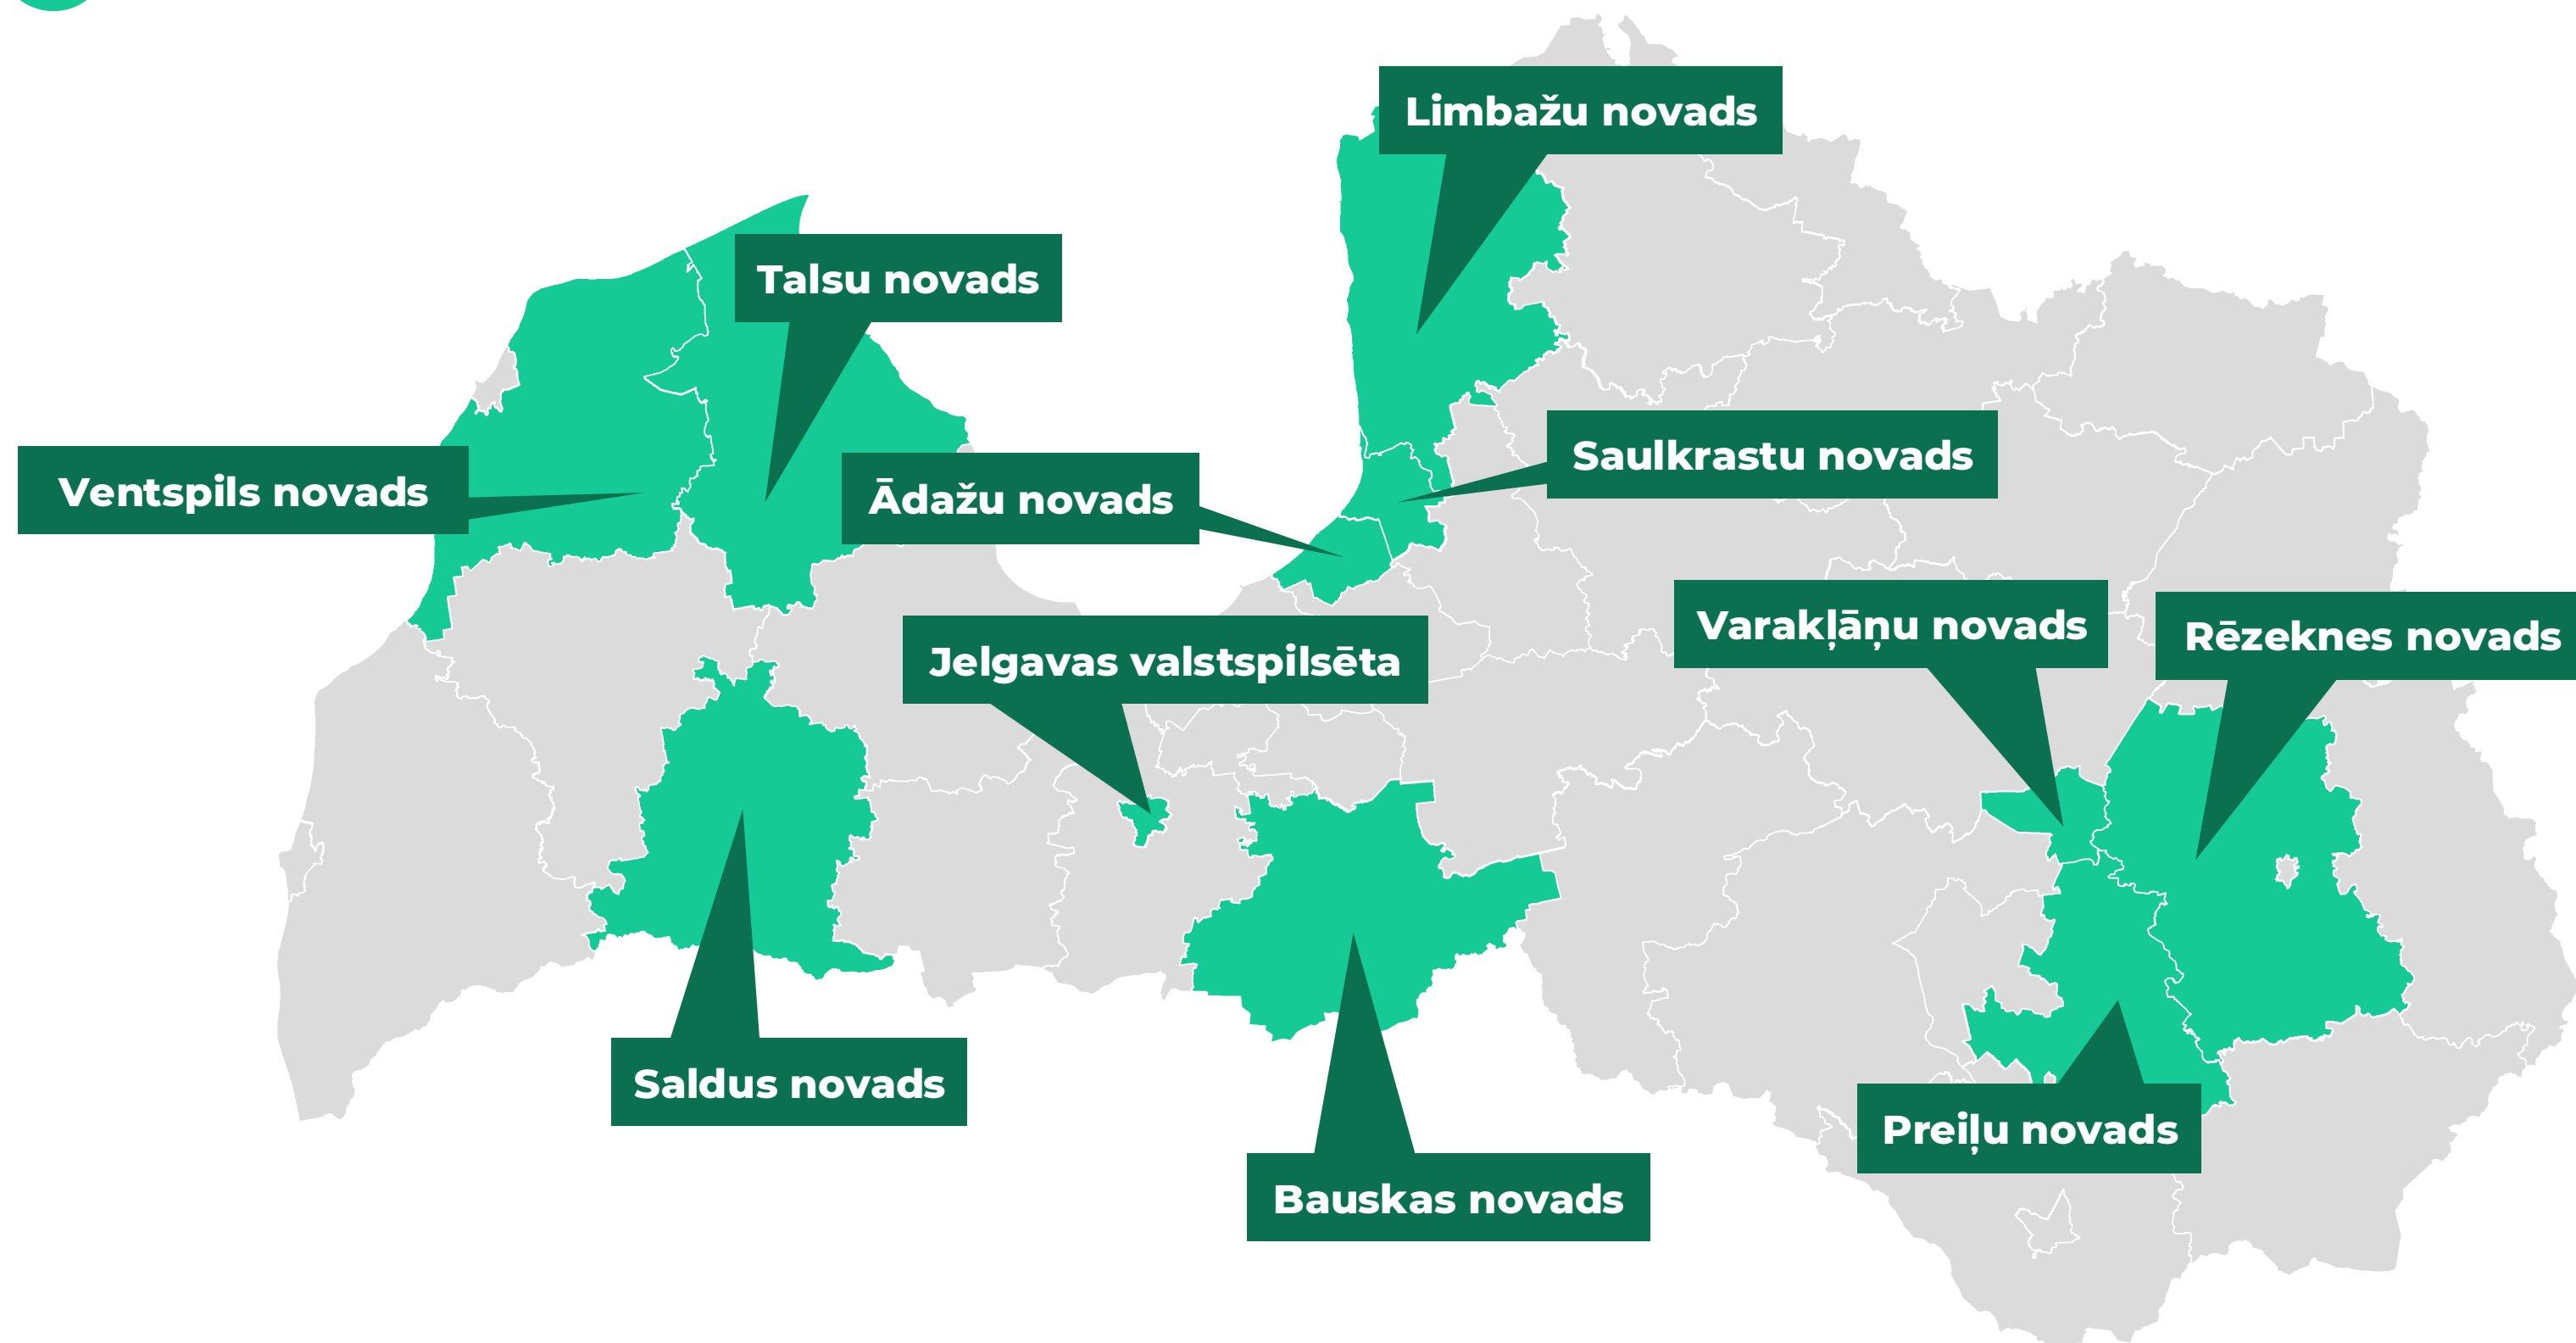 Limbažu novads
Talsu novads
Saulkrastu novads
Ventspils novads
Ādažu novads
Varakļāņu novads
Rēzeknes novads
Jelgavas valstspilsēta
Saldus novads
Preiļu novads
Bauskas novads